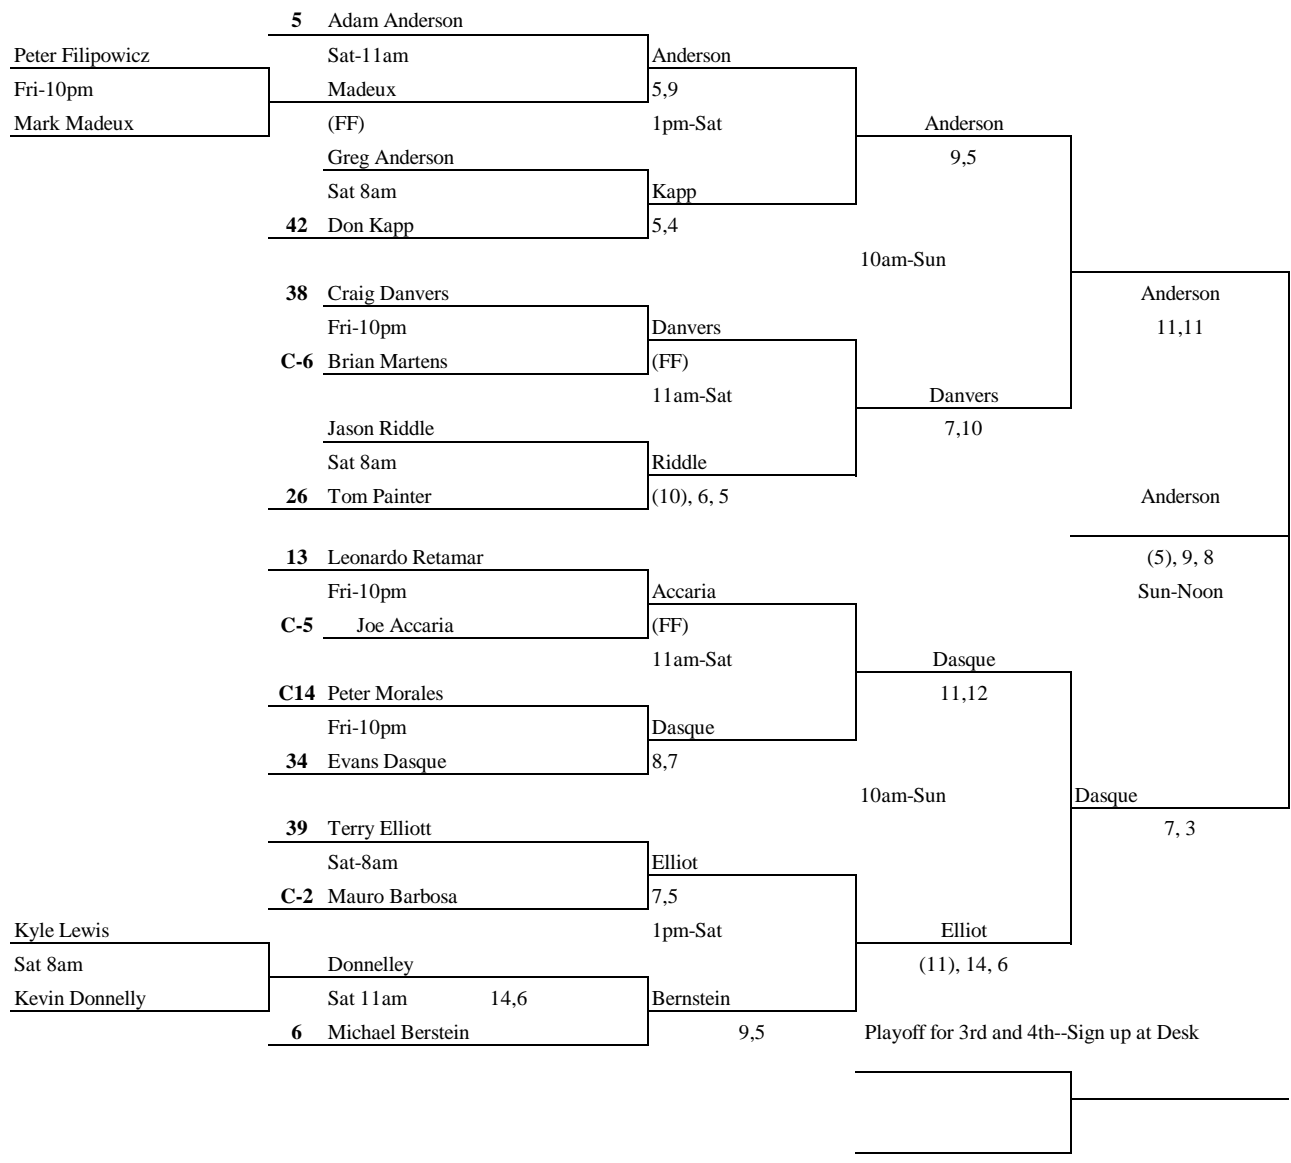 5 Adam Anderson
Peter Filipowicz Sat-11am Anderson
Fri-10pm Madeux 5,9
Mark Madeux (FF) 1pm-Sat Anderson
Greg Anderson 9,5
Sat 8am Kapp
42 Don Kapp 5,4
10am-Sun
38 Craig Danvers Anderson
Fri-10pm Danvers 11,11
C-6 Brian Martens (FF)
11am-Sat Danvers
Jason Riddle 7,10
Sat 8am Riddle
26 Tom Painter (10), 6, 5 Anderson
13 Leonardo Retamar (5), 9, 8
Fri-10pm Accaria Sun-Noon
C-5 Joe Accaria (FF)
11am-Sat Dasque
C14 Peter Morales 11,12
Fri-10pm Dasque
34 Evans Dasque 8,7
10am-Sun Dasque
39 Terry Elliott 7, 3
Sat-8am Elliot
C-2 Mauro Barbosa 7,5
Kyle Lewis 1pm-Sat Elliot
Sat 8am Donnelley (11), 14, 6
Kevin Donnelly Sat 11am 14,6 Bernstein
6 Michael Berstein 9,5 Playoff for 3rd and 4th--Sign up at Desk